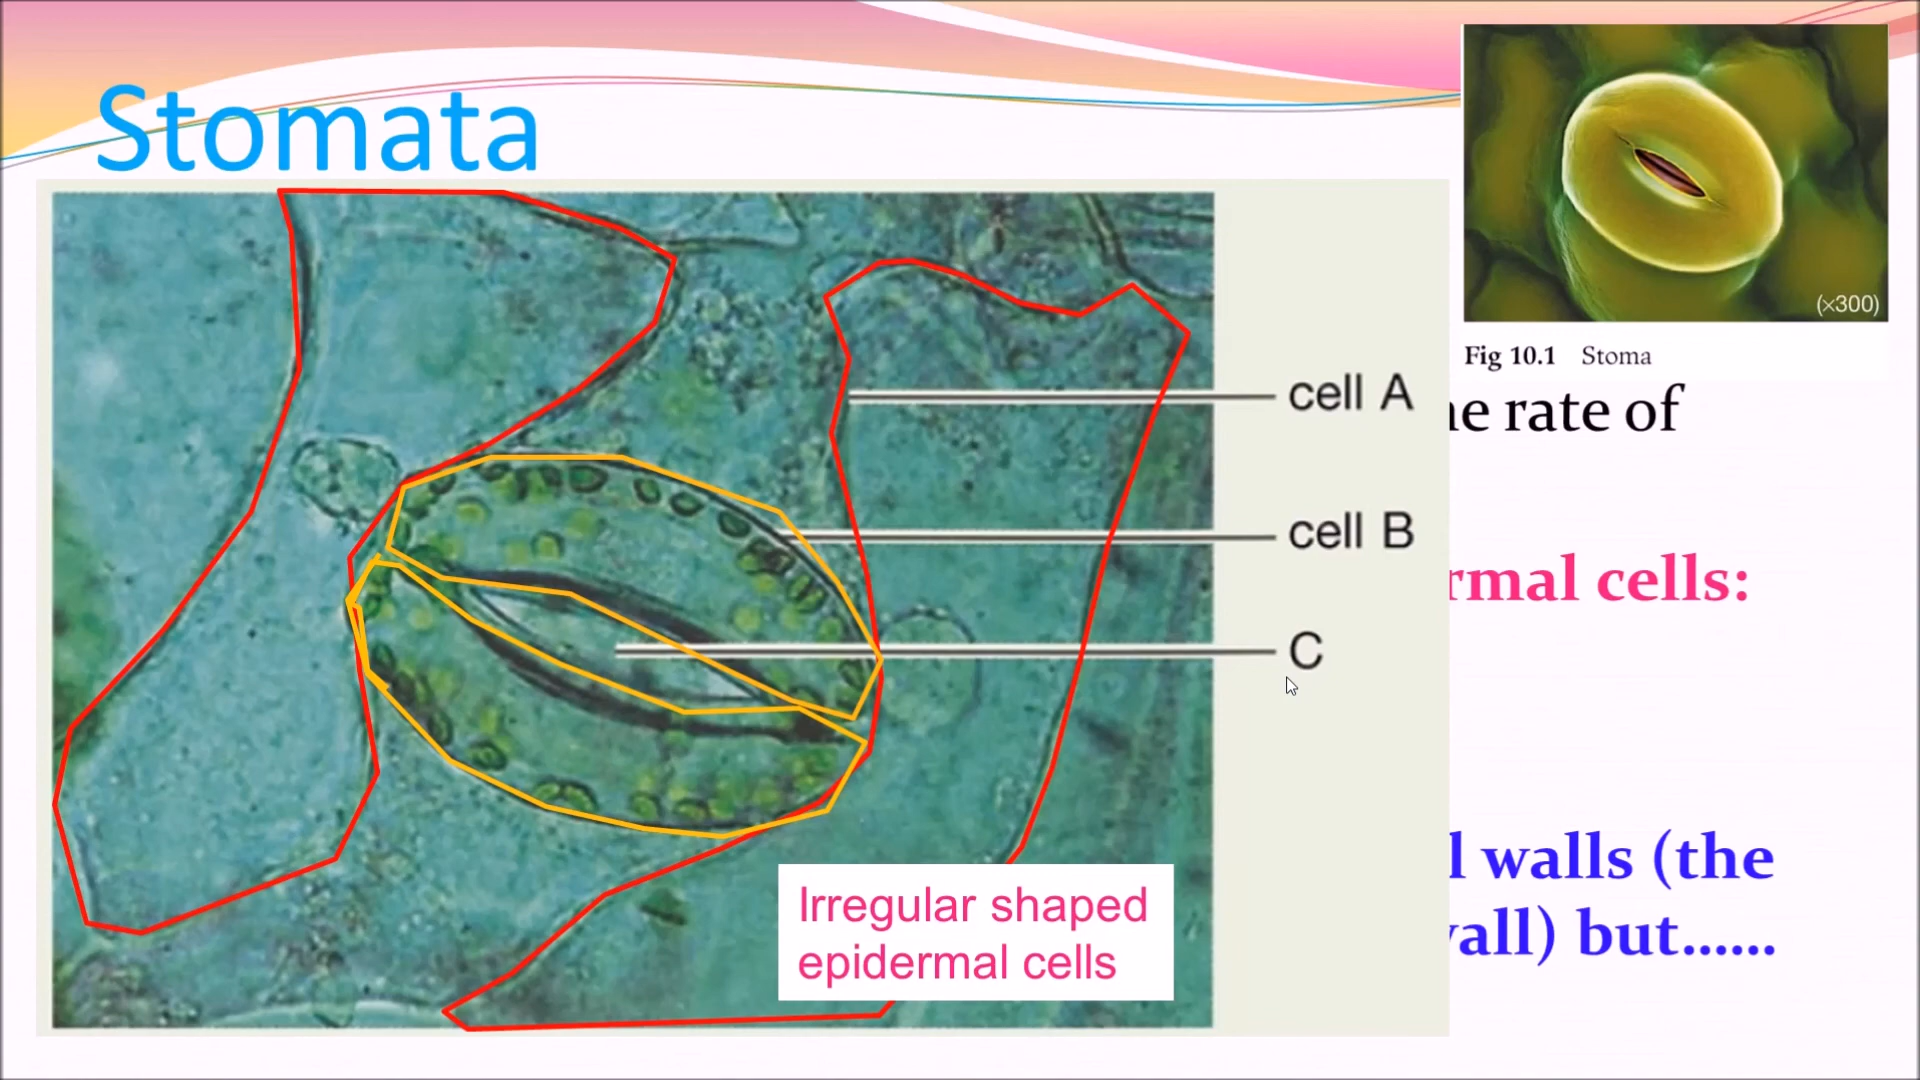 Stomata
(×300)
Fig 10.1 Stoma
cell A
e rate of
cell B
rmal cells:
C
l walls (the
all) but......
Irregular shaped
epidermal cells